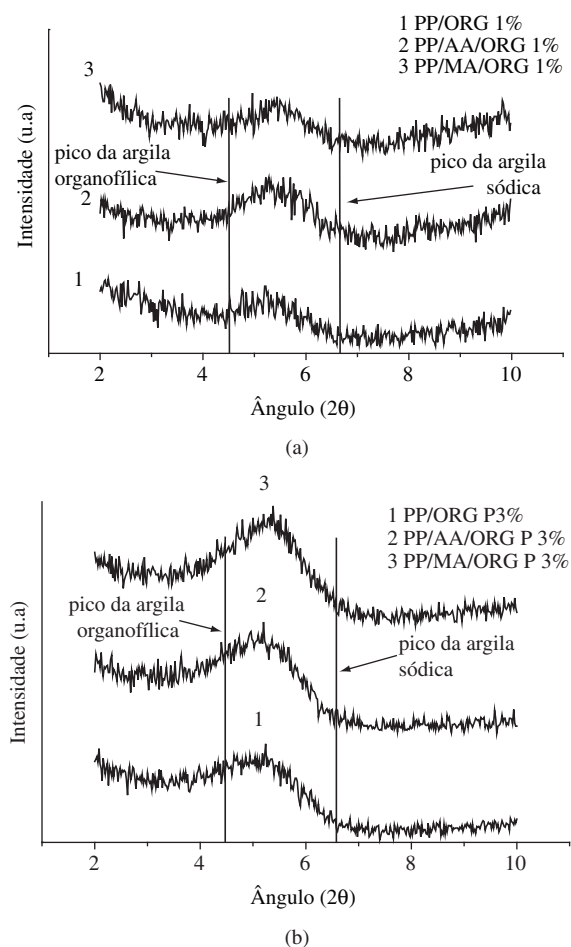 1 PP/ORG 1%
2 PP/AA/ORG 1%
3 PP/MA/ORG 1%
3
pico da argila
organofílica
pico da argila
sódica
2
1
Intensidade (u.a)
2 4 6 8 10
Ângulo (2θ)
(a)
3
1 PP/ORG P3%
2 PP/AA/ORG P 3%
3 PP/MA/ORG P 3%
pico da argila
organofílica
2
pico da argila
sódica
1
Intensidade (u.a)
2 4 6 8 10
Ângulo (2θ)
(b)